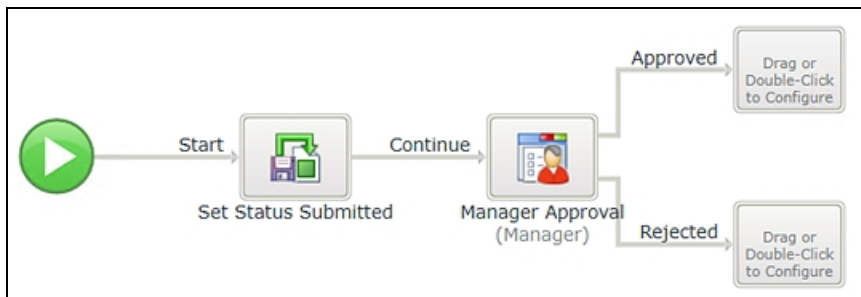 Start
Set Status Submitted
Continue
Manager Approval
(Manager)
Approved
Drag or
Double-Click
to Configure
Rejected
Drag or
Double-Click
to Configure